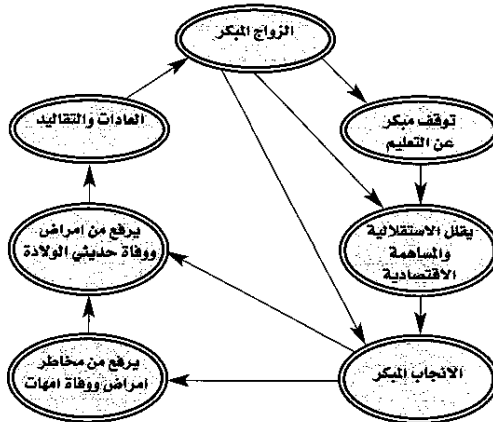 الزواج المبكر
توقف مبكر
عن التعليم
يقلل الاستقلالية
والمساهمة
الاقتصادية
الانجاب المبكر
يرفع من مخاطر
امراض ووفاة امهات
يرفع من امراض
ووفاة حديثي الولادة
العادات والتقاليد